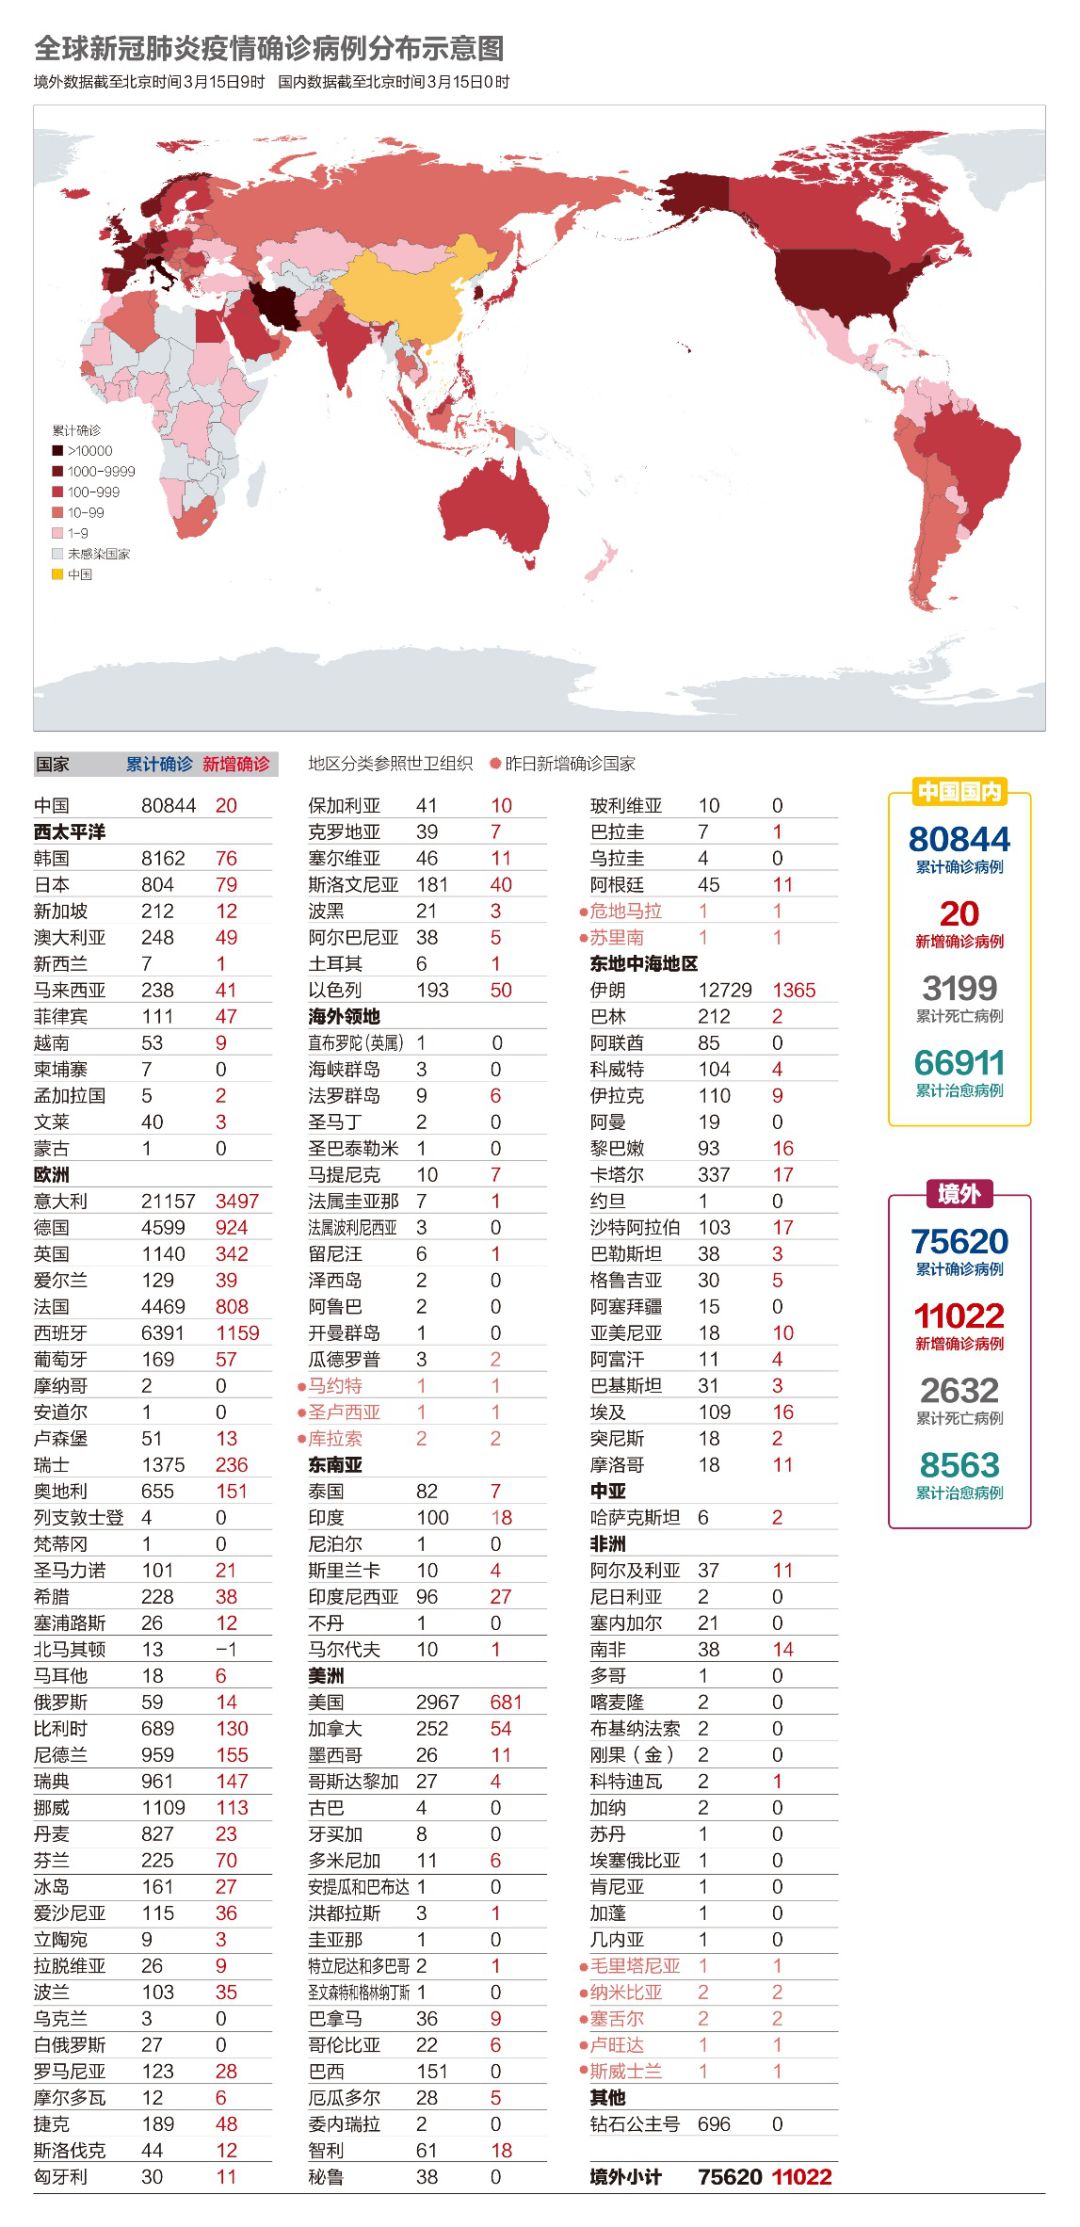 全球新冠肺炎疫情确诊病例分布示意图
境外数据截至北京时间3月15日9时 国内数据截至北京时间3月15日0时
累计确诊
>10000
1000-9999
100-999
10-99
1-9
未感染国家
中国
国家 累计确诊 新增确诊
中国 80844 20
西太平洋
韩国 8162 76
日本 804 79
新加坡 212 12
澳大利亚 248 49
新西兰 7 1
马来西亚 238 41
菲律宾 111 47
越南 53 9
柬埔寨 7 0
孟加拉国 5 2
文莱 40 3
蒙古 1 0
欧洲
意大利 21157 3497
德国 4599 924
英国 1140 342
爱尔兰 129 39
法国 4469 808
西班牙 6391 1159
葡萄牙 169 57
摩纳哥 2 0
安道尔 1 0
卢森堡 51 13
瑞士 1375 236
奥地利 655 151
列支敦士登 4 0
梵蒂冈 1 0
圣马力诺 101 21
希腊 228 38
塞浦路斯 26 12
北马其顿 13 -1
马耳他 18 6
俄罗斯 59 14
比利时 689 130
尼德兰 959 155
瑞典 961 147
挪威 1109 113
丹麦 827 23
芬兰 225 70
冰岛 161 27
爱沙尼亚 115 36
立陶宛 9 3
拉脱维亚 26 9
波兰 103 35
乌克兰 3 0
白俄罗斯 27 0
罗马尼亚 123 28
摩尔多瓦 12 6
捷克 189 48
斯洛伐克 44 12
匈牙利 30 11
地区分类参照世卫组织 ●昨日新增确诊国家
保加利亚 41 10
克罗地亚 39 7
塞尔维亚 46 11
斯洛文尼亚 181 40
波黑 21 3
阿尔巴尼亚 38 5
土耳其 6 1
以色列 193 50
海外领地
直布罗陀(英属) 1 0
海峡群岛 3 0
法罗群岛 9 6
圣马丁 2 0
圣巴泰勒米 1 0
马提尼克 10 7
法属圭亚那 7 1
法属波利尼西亚 3 0
留尼汪 6 1
泽西岛 2 0
阿鲁巴 2 0
开曼群岛 1 0
瓜德罗普 3 2
●马约特 1 1
●圣卢西亚 1 1
●库拉索 2 2
东南亚
泰国 82 7
印度 100 18
尼泊尔 1 0
斯里兰卡 10 4
印度尼西亚 96 27
不丹 1 0
马尔代夫 10 1
美洲
美国 2967 681
加拿大 252 54
墨西哥 26 11
哥斯达黎加 27 4
古巴 4 0
牙买加 8 0
多米尼加 11 6
安提瓜和巴布达 1 0
洪都拉斯 3 1
圭亚那 1 0
特立尼达和多巴哥 2 1
圣文森特和格林纳丁斯 1 0
巴拿马 36 9
哥伦比亚 22 6
巴西 151 0
厄瓜多尔 28 5
委内瑞拉 2 0
智利 61 18
秘鲁 38 0
玻利维亚 10 0
巴拉圭 7 1
乌拉圭 4 0
阿根廷 45 11
●危地马拉 1 1
●苏里南 1 1
东地中海地区
伊朗 12729 1365
巴林 212 2
阿联酋 85 0
科威特 104 4
伊拉克 110 9
阿曼 19 0
黎巴嫩 93 16
卡塔尔 337 17
约旦 1 0
沙特阿拉伯 103 17
巴勒斯坦 38 3
格鲁吉亚 30 5
阿塞拜疆 15 0
亚美尼亚 18 10
阿富汗 11 4
巴基斯坦 31 3
埃及 109 16
突尼斯 18 2
摩洛哥 18 11
中亚
哈萨克斯坦 6 2
非洲
阿尔及利亚 37 11
尼日利亚 2 0
塞内加尔 21 0
南非 38 14
多哥 1 0
喀麦隆 2 0
布基纳法索 2 0
刚果（金） 2 0
科特迪瓦 2 1
加纳 2 0
苏丹 1 0
埃塞俄比亚 1 0
肯尼亚 1 0
加蓬 1 0
几内亚 1 0
●毛里塔尼亚 1 1
●纳米比亚 2 2
●塞舌尔 2 2
●卢旺达 1 1
●斯威士兰 1 1
其他
钻石公主号 696 0
境外小计 75620 11022
中国国内
80844
累计确诊病例
20
新增确诊病例
3199
累计死亡病例
66911
累计治愈病例
境外
75620
累计确诊病例
11022
新增确诊病例
2632
累计死亡病例
8563
累计治愈病例